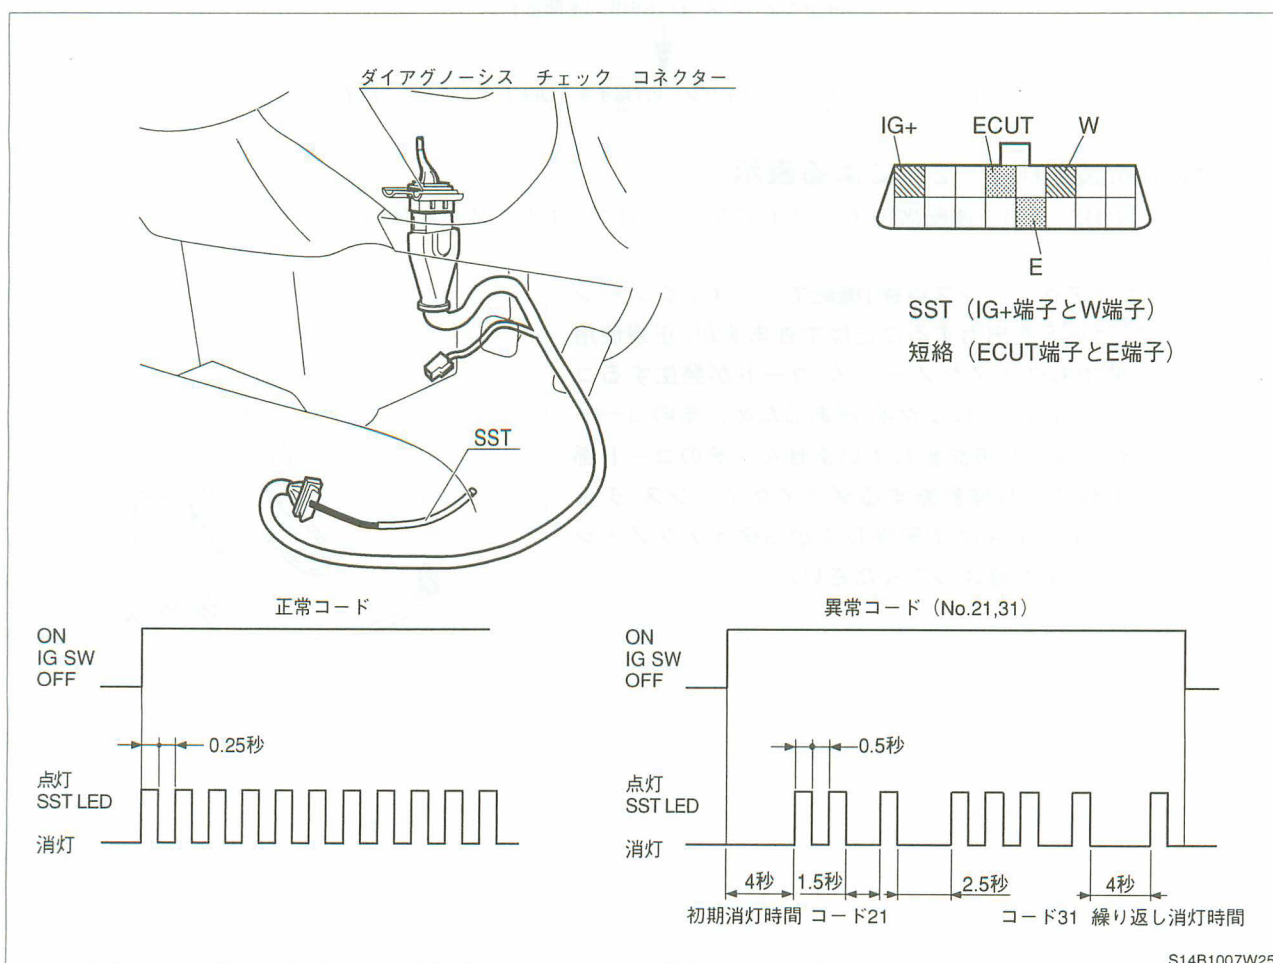 ダイアグノーシス チェック コネクター
IG+ ECUT W
E
SST（IG+端子とW端子）
短絡（ECUT端子とE端子）
SST
正常コード
ON
IG SW
OFF
0.25秒
点灯
SST LED
消灯
異常コード（No.21,31）
ON
IG SW
OFF
0.5秒
点灯
SST LED
消灯
4秒 1.5秒 2.5秒 4秒
初期消灯時間 コード21 コード31 繰り返し消灯時間
S14B1007W25